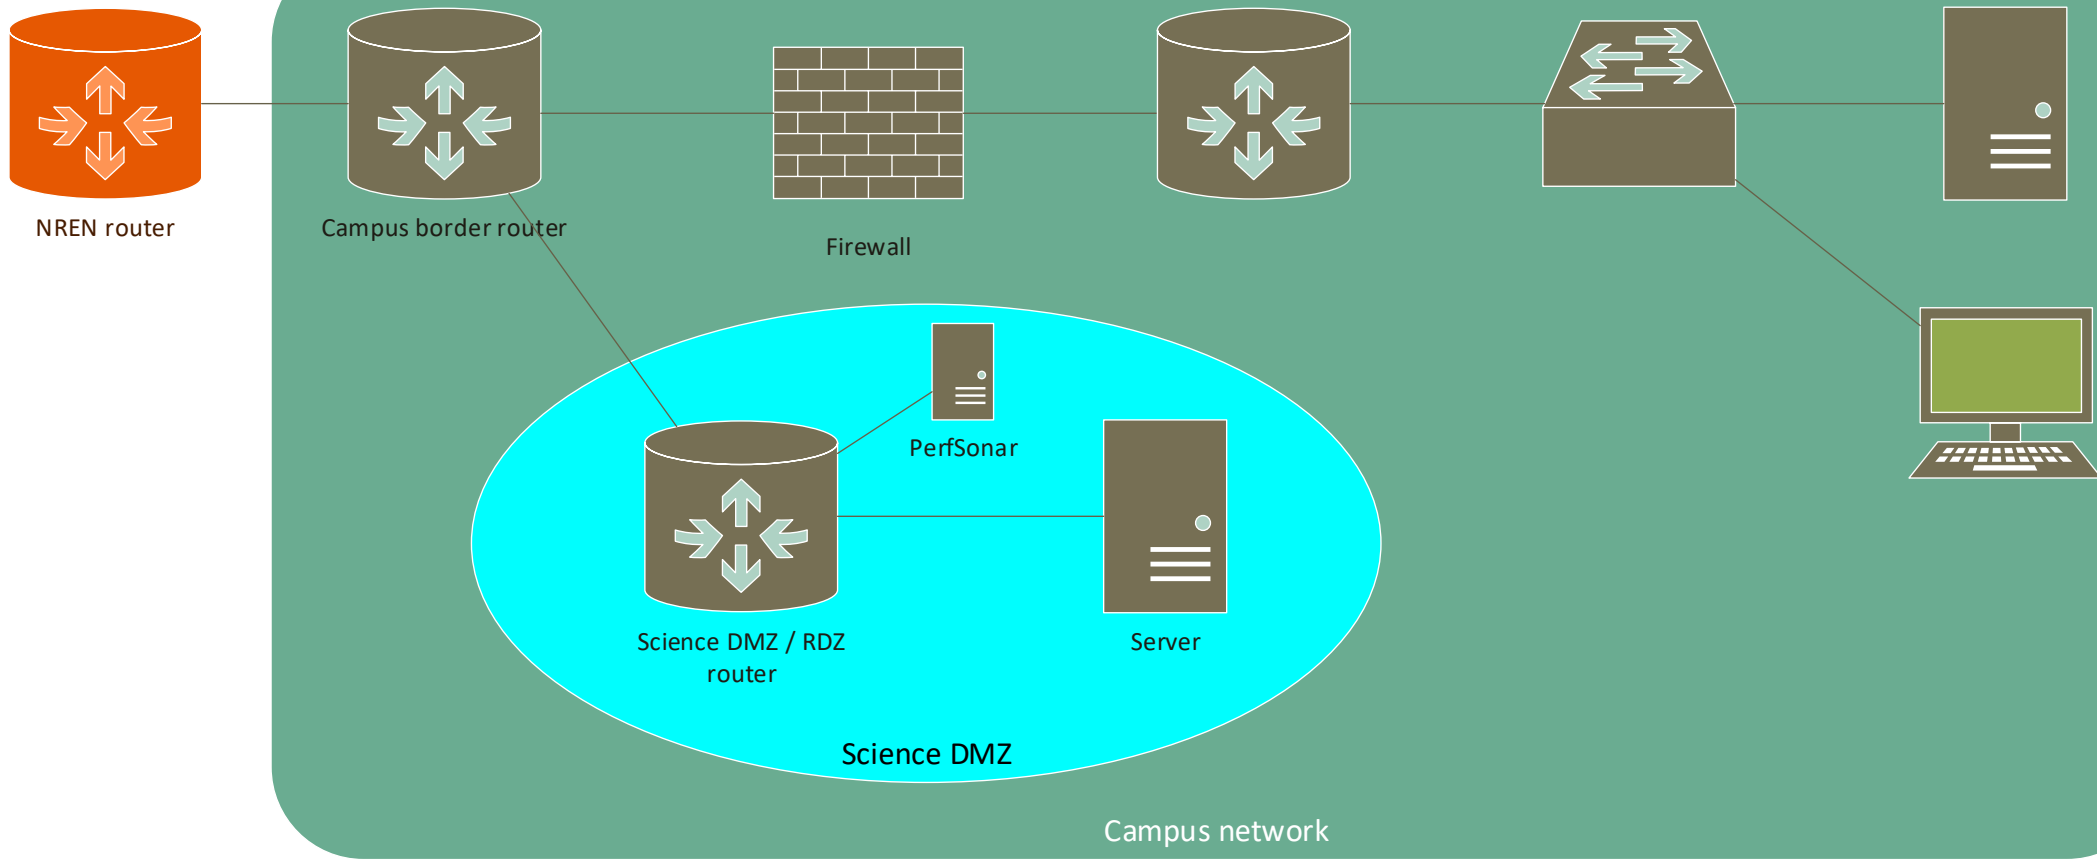 NREN router
Campus border router
Firewall
PerfSonar
Science DMZ / RDZ
router
Server
Science DMZ
Campus network